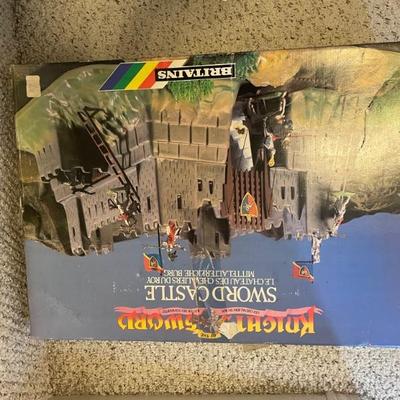 KNIGHTS
OF THE
SWORD
SWORD CASTLE
LE CHATEAU DES CHEVALIERS DU ROY
MITTELALTERLICHE BURG
BRITAINS